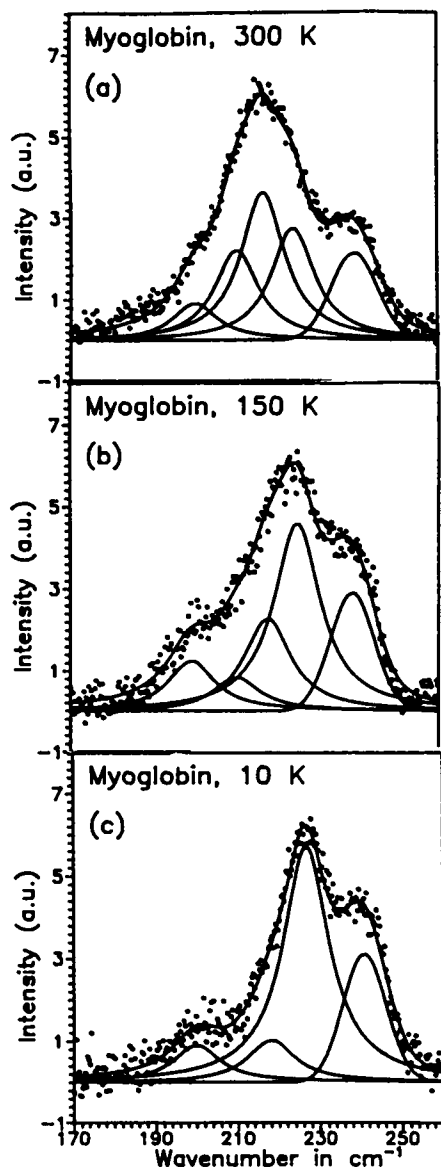 Myoglobin, 300 K
(a)
7
5
3
1
−1
Intensity (a.u.)
Myoglobin, 150 K
(b)
7
5
3
1
−1
Intensity (a.u.)
Myoglobin, 10 K
(c)
7
5
3
1
−1
Intensity (a.u.)
170 190 210 230 250
Wavenumber in cm⁻¹